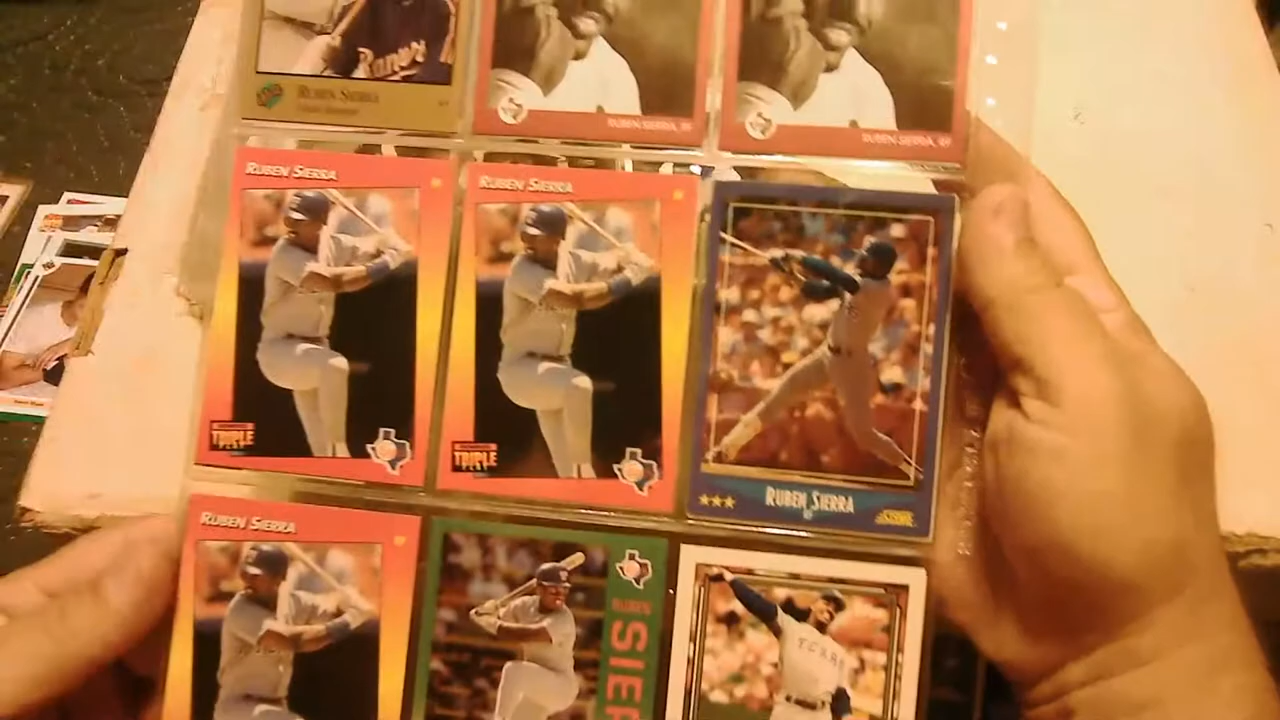 Rangers
RUBEN SIERRA
RUBEN SIERRA, RF
RUBEN SIERRA, RF
RUBEN SIERRA
RUBEN SIERRA
TRIPLE
TRIPLE
RUBEN SIERRA
SCORE
RUBEN SIERRA
RUBEN
SIER
TEXAS